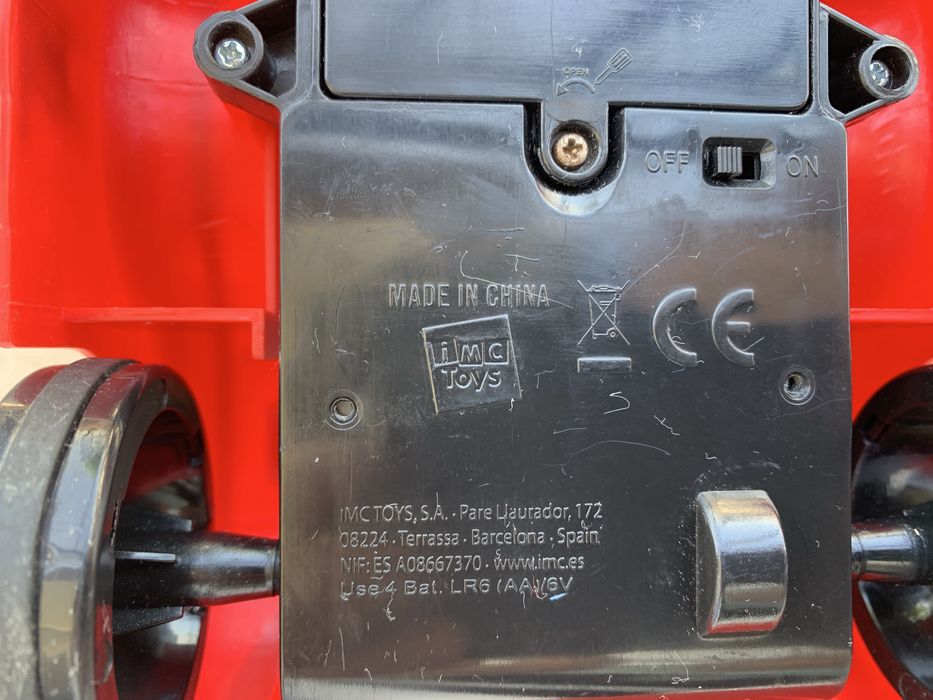 OPEN
OFF ON
MADE IN CHINA
CE
imc
Toys
IMC TOYS, S.A. · Pare Llaurador, 172
08224 · Terrassa · Barcelona · Spain
NIF: ES A08667370 · www.imc.es
Use 4 Bat. LR6 (AA)/6V